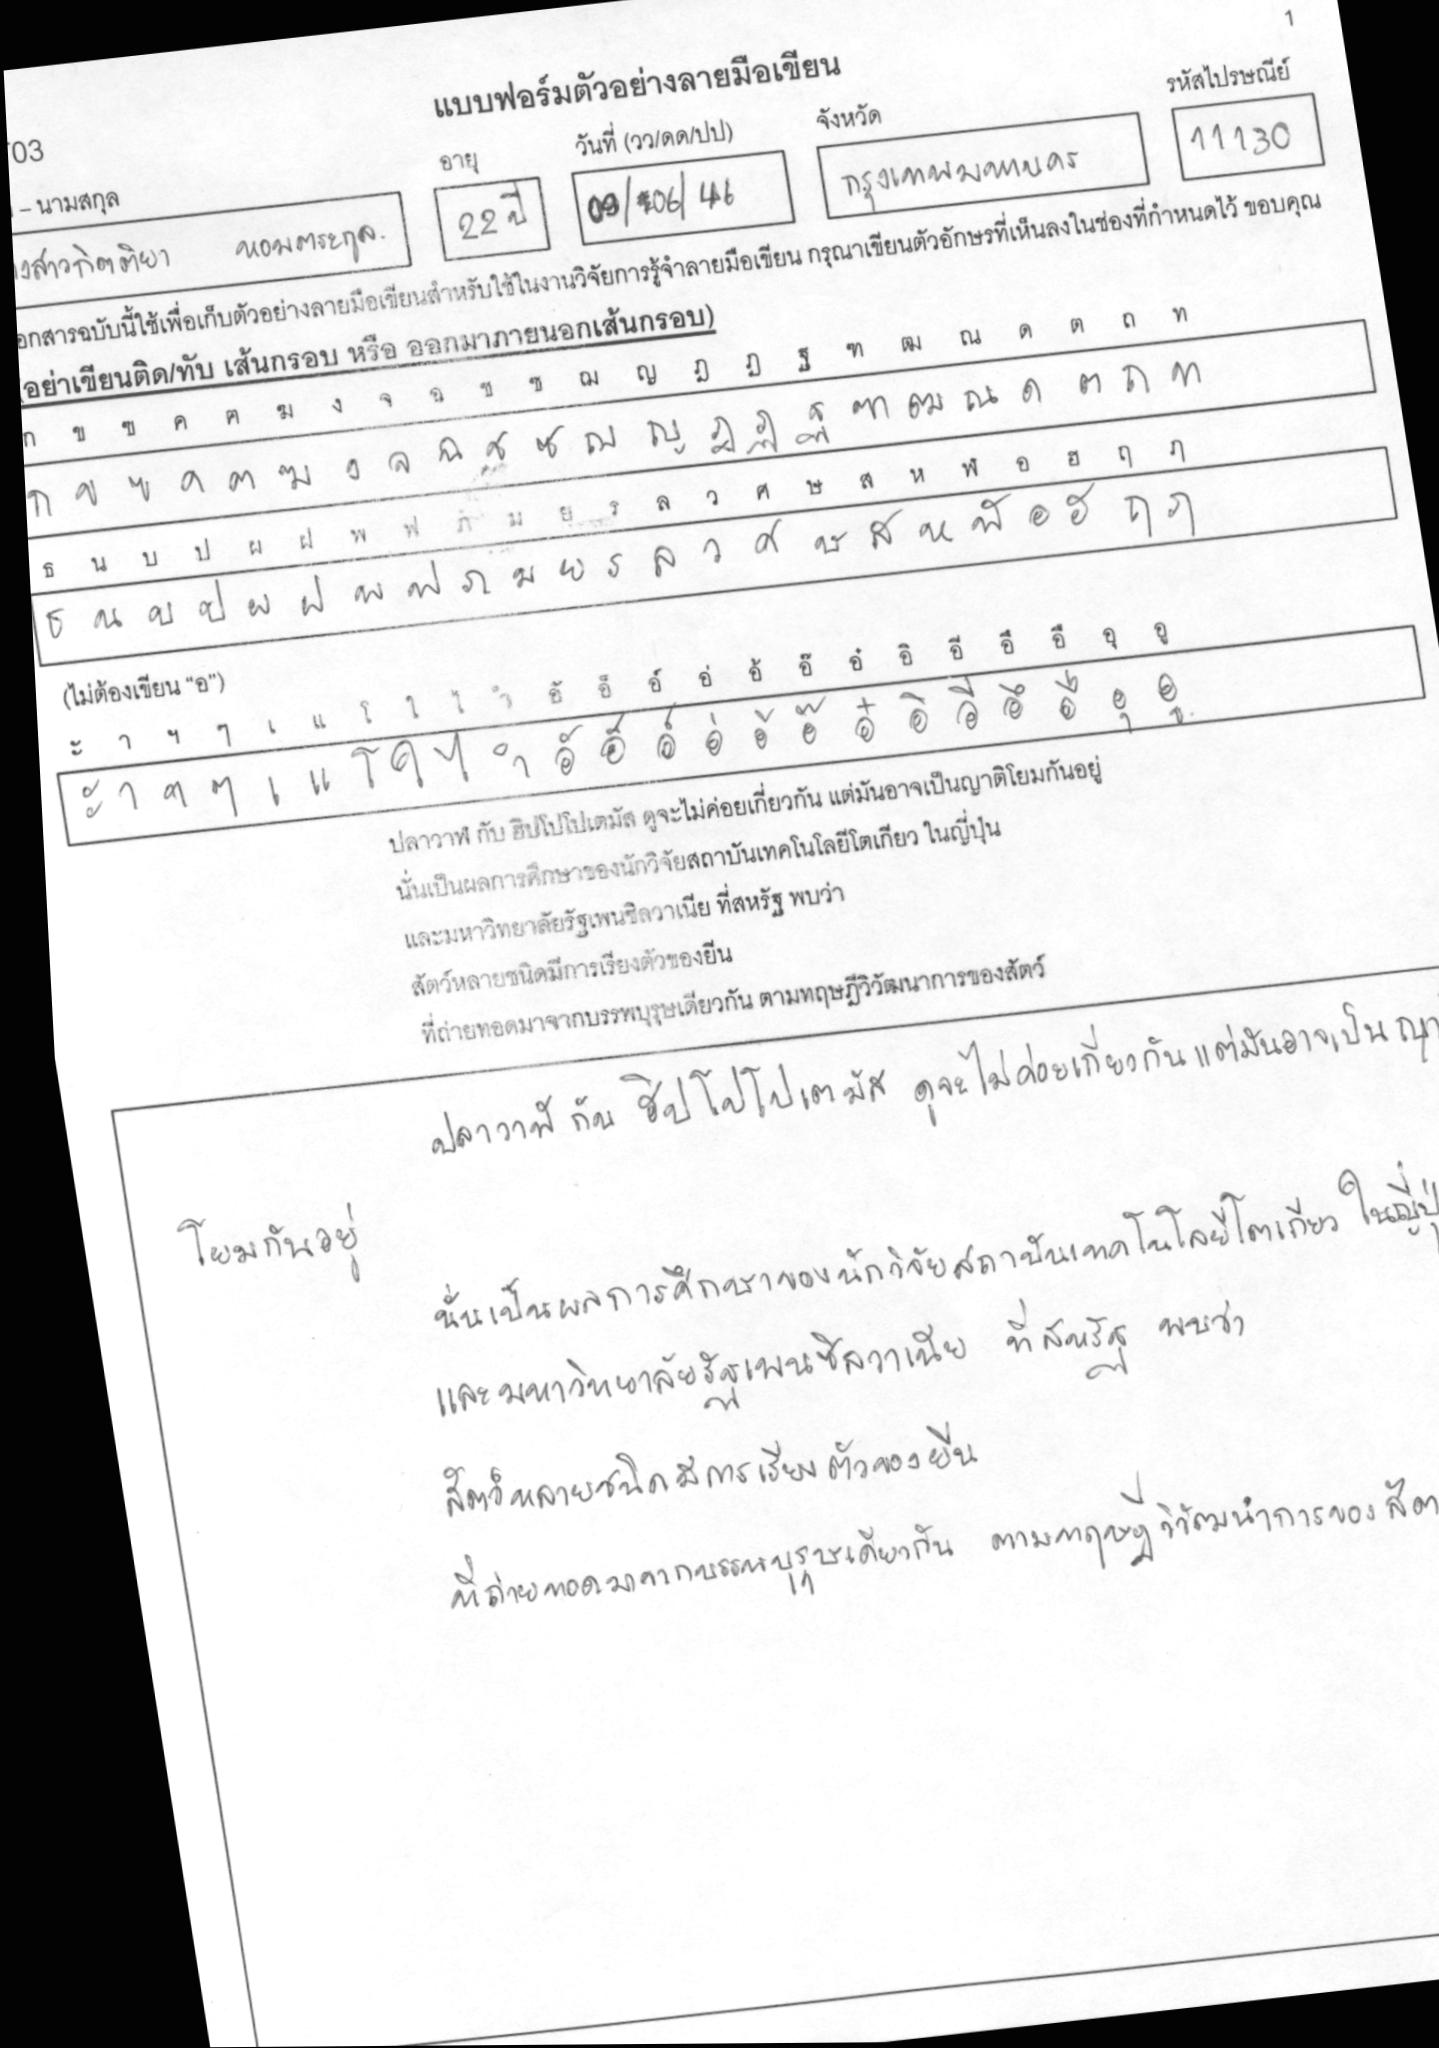 1
แบบฟอร์มตัวอย่างลายมือเขียน
03
– นามสกุล อายุ วันที่ (วว/ดด/ปป) จังหวัด รหัสไปรษณีย์
งสาวกิตติยา หอมตระกูล. 22 ปี 09/06/46 กรุงเทพมหานคร 11130
อกสารฉบับนี้ใช้เพื่อเก็บตัวอย่างลายมือเขียนสำหรับใช้ในงานวิจัยการรู้จำลายมือเขียน กรุณาเขียนตัวอักษรที่เห็นลงในช่องที่กำหนดไว้ ขอบคุณ
(อย่าเขียนติด/ทับ เส้นกรอบ หรือ ออกมาภายนอกเส้นกรอบ)
ก ข ฃ ค ฅ ฆ ง จ ฉ ช ซ ฌ ญ ฎ ฏ ฐ ฑ ฒ ณ ด ต ถ ท
ก ข ฃ ค ฅ ฆ ง จ ฉ ช ซ ฌ ญ ฎ ฏ ฐ ฑ ฒ ณ ด ต ถ ท
ธ น บ ป ผ ฝ พ ฟ ภ ม ย ร ล ว ศ ษ ส ห ฬ อ ฮ ฤ ฦ
ธ น บ ป ผ ฝ พ ฟ ภ ม ย ร ล ว ศ ษ ส ห ฬ อ ฮ ฤ ฦ
(ไม่ต้องเขียน “อ”)
ะ า ฯ ๆ เ แ โ ใ ไ ำ อั อ็ อ์ อ่ อ้ อ๊ อ๋ อิ อี อึ อื อุ อู
ะ า ฯ ๆ เ แ โ ใ ไ ำ อั อ็ อ์ อ่ อ้ อ๊ อ๋ อิ อี อึ อื อุ อู
ปลาวาฬ กับ ฮิปโปโปเตมัส ดูจะไม่ค่อยเกี่ยวกัน แต่มันอาจเป็นญาติโยมกันอยู่
นั่นเป็นผลการศึกษาของนักวิจัยสถาบันเทคโนโลยีโตเกียว ในญี่ปุ่น
และมหาวิทยาลัยรัฐเพนซิลวาเนีย ที่สหรัฐ พบว่า
สัตว์หลายชนิดมีการเรียงตัวของยีน
ที่ถ่ายทอดมาจากบรรพบุรุษเดียวกัน ตามทฤษฎีวิวัฒนาการของสัตว์
ปลาวาฬ กับ ฮิปโปโปเตมัส ดูจะไม่ค่อยเกี่ยวกันแต่มันอาจเป็นญา
โยมกันอยู่
นั่นเป็นผลการศึกษาของนักวิจัยสถาบันเทคโนโลยีโตเกียว ในญี่ปุ่
และมหาวิทยาลัยรัฐเพนซิลวาเนีย ที่สหรัฐ พบว่า
สัตว์หลายชนิดมีการเรียงตัวของยีน
ที่ถ่ายทอดมาจากบรรพบุรุษเดียวกัน ตามทฤษฎีวิวัฒนำการของสัต